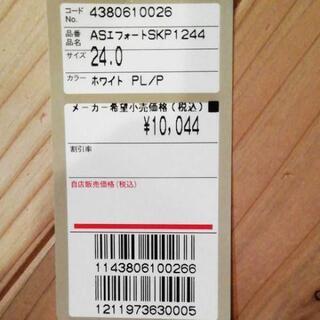 コード No. 4380610026
品番 品名 ASエフォートSKP1244
サイズ 24.0
カラー ホワイト PL/P
メーカー希望小売価格(税込)
¥10,044
割引率
自店販売価格(税込)
1143806100266
1211973630005